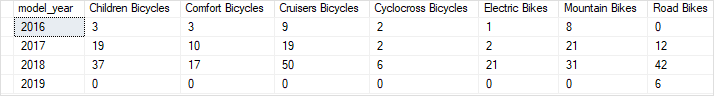 model_year Children Bicycles Comfort Bicycles Cruisers Bicycles Cyclocross Bicycles Electric Bikes Mountain Bikes Road Bikes
2016 3 3 9 2 1 8 0
2017 19 10 19 2 2 21 12
2018 37 17 50 6 21 31 42
2019 0 0 0 0 0 0 6